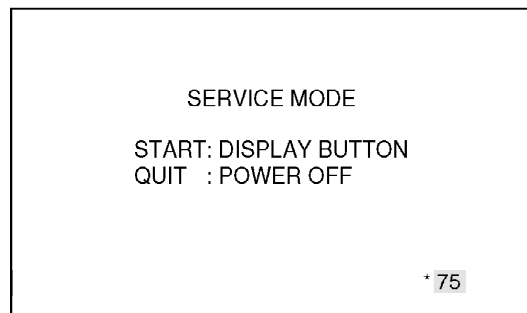 SERVICE MODE
START: DISPLAY BUTTON
QUIT : POWER OFF
* 75